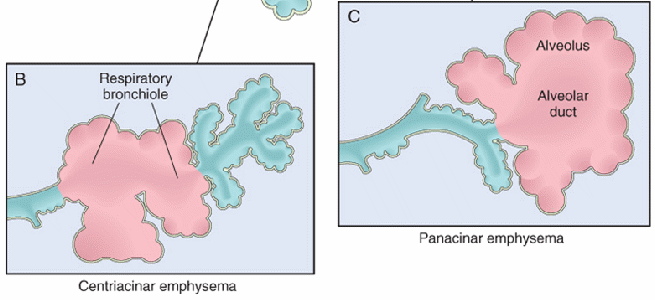 B
Respiratory
bronchiole
Centriacinar emphysema
C
Alveolus
Alveolar
duct
Panacinar emphysema